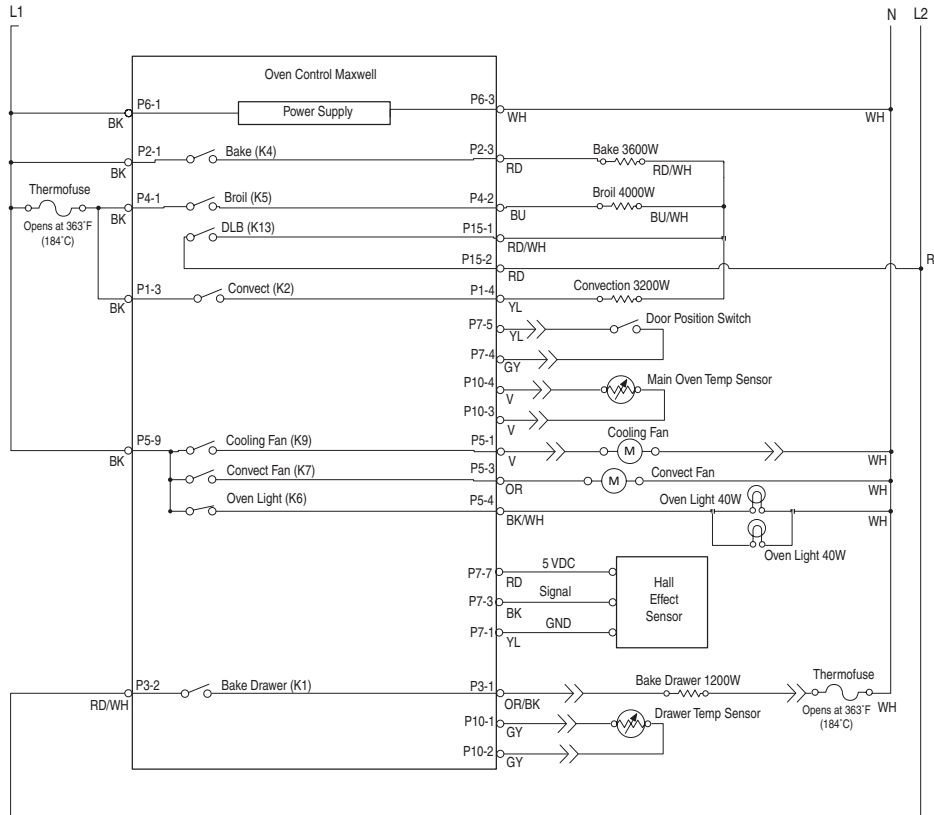 L1
N
L2
Oven Control Maxwell
P6-1
BK
Power Supply
P6-3
WH
WH
P2-1
BK
Bake (K4)
P2-3
RD
Bake 3600W
RD/WH
Thermofuse
Opens at 363˚F
(184˚C)
P4-1
BK
Broil (K5)
P4-2
BU
Broil 4000W
BU/WH
DLB (K13)
P15-1
RD/WH
P15-2
RD
R
P1-3
BK
Convect (K2)
P1-4
YL
Convection 3200W
P7-5
YL
Door Position Switch
P7-4
GY
P10-4
V
Main Oven Temp Sensor
P10-3
V
P5-9
BK
Cooling Fan (K9)
P5-1
V
Cooling Fan
M
WH
Convect Fan (K7)
P5-3
OR
M
Convect Fan
WH
Oven Light (K6)
P5-4
BK/WH
Oven Light 40W
WH
Oven Light 40W
P7-7
5 VDC
RD
P7-3
Signal
BK
P7-1
GND
YL
Hall
Effect
Sensor
P3-2
RD/WH
Bake Drawer (K1)
P3-1
OR/BK
Bake Drawer 1200W
Thermofuse
Opens at 363˚F
(184˚C)
WH
P10-1
GY
Drawer Temp Sensor
P10-2
GY